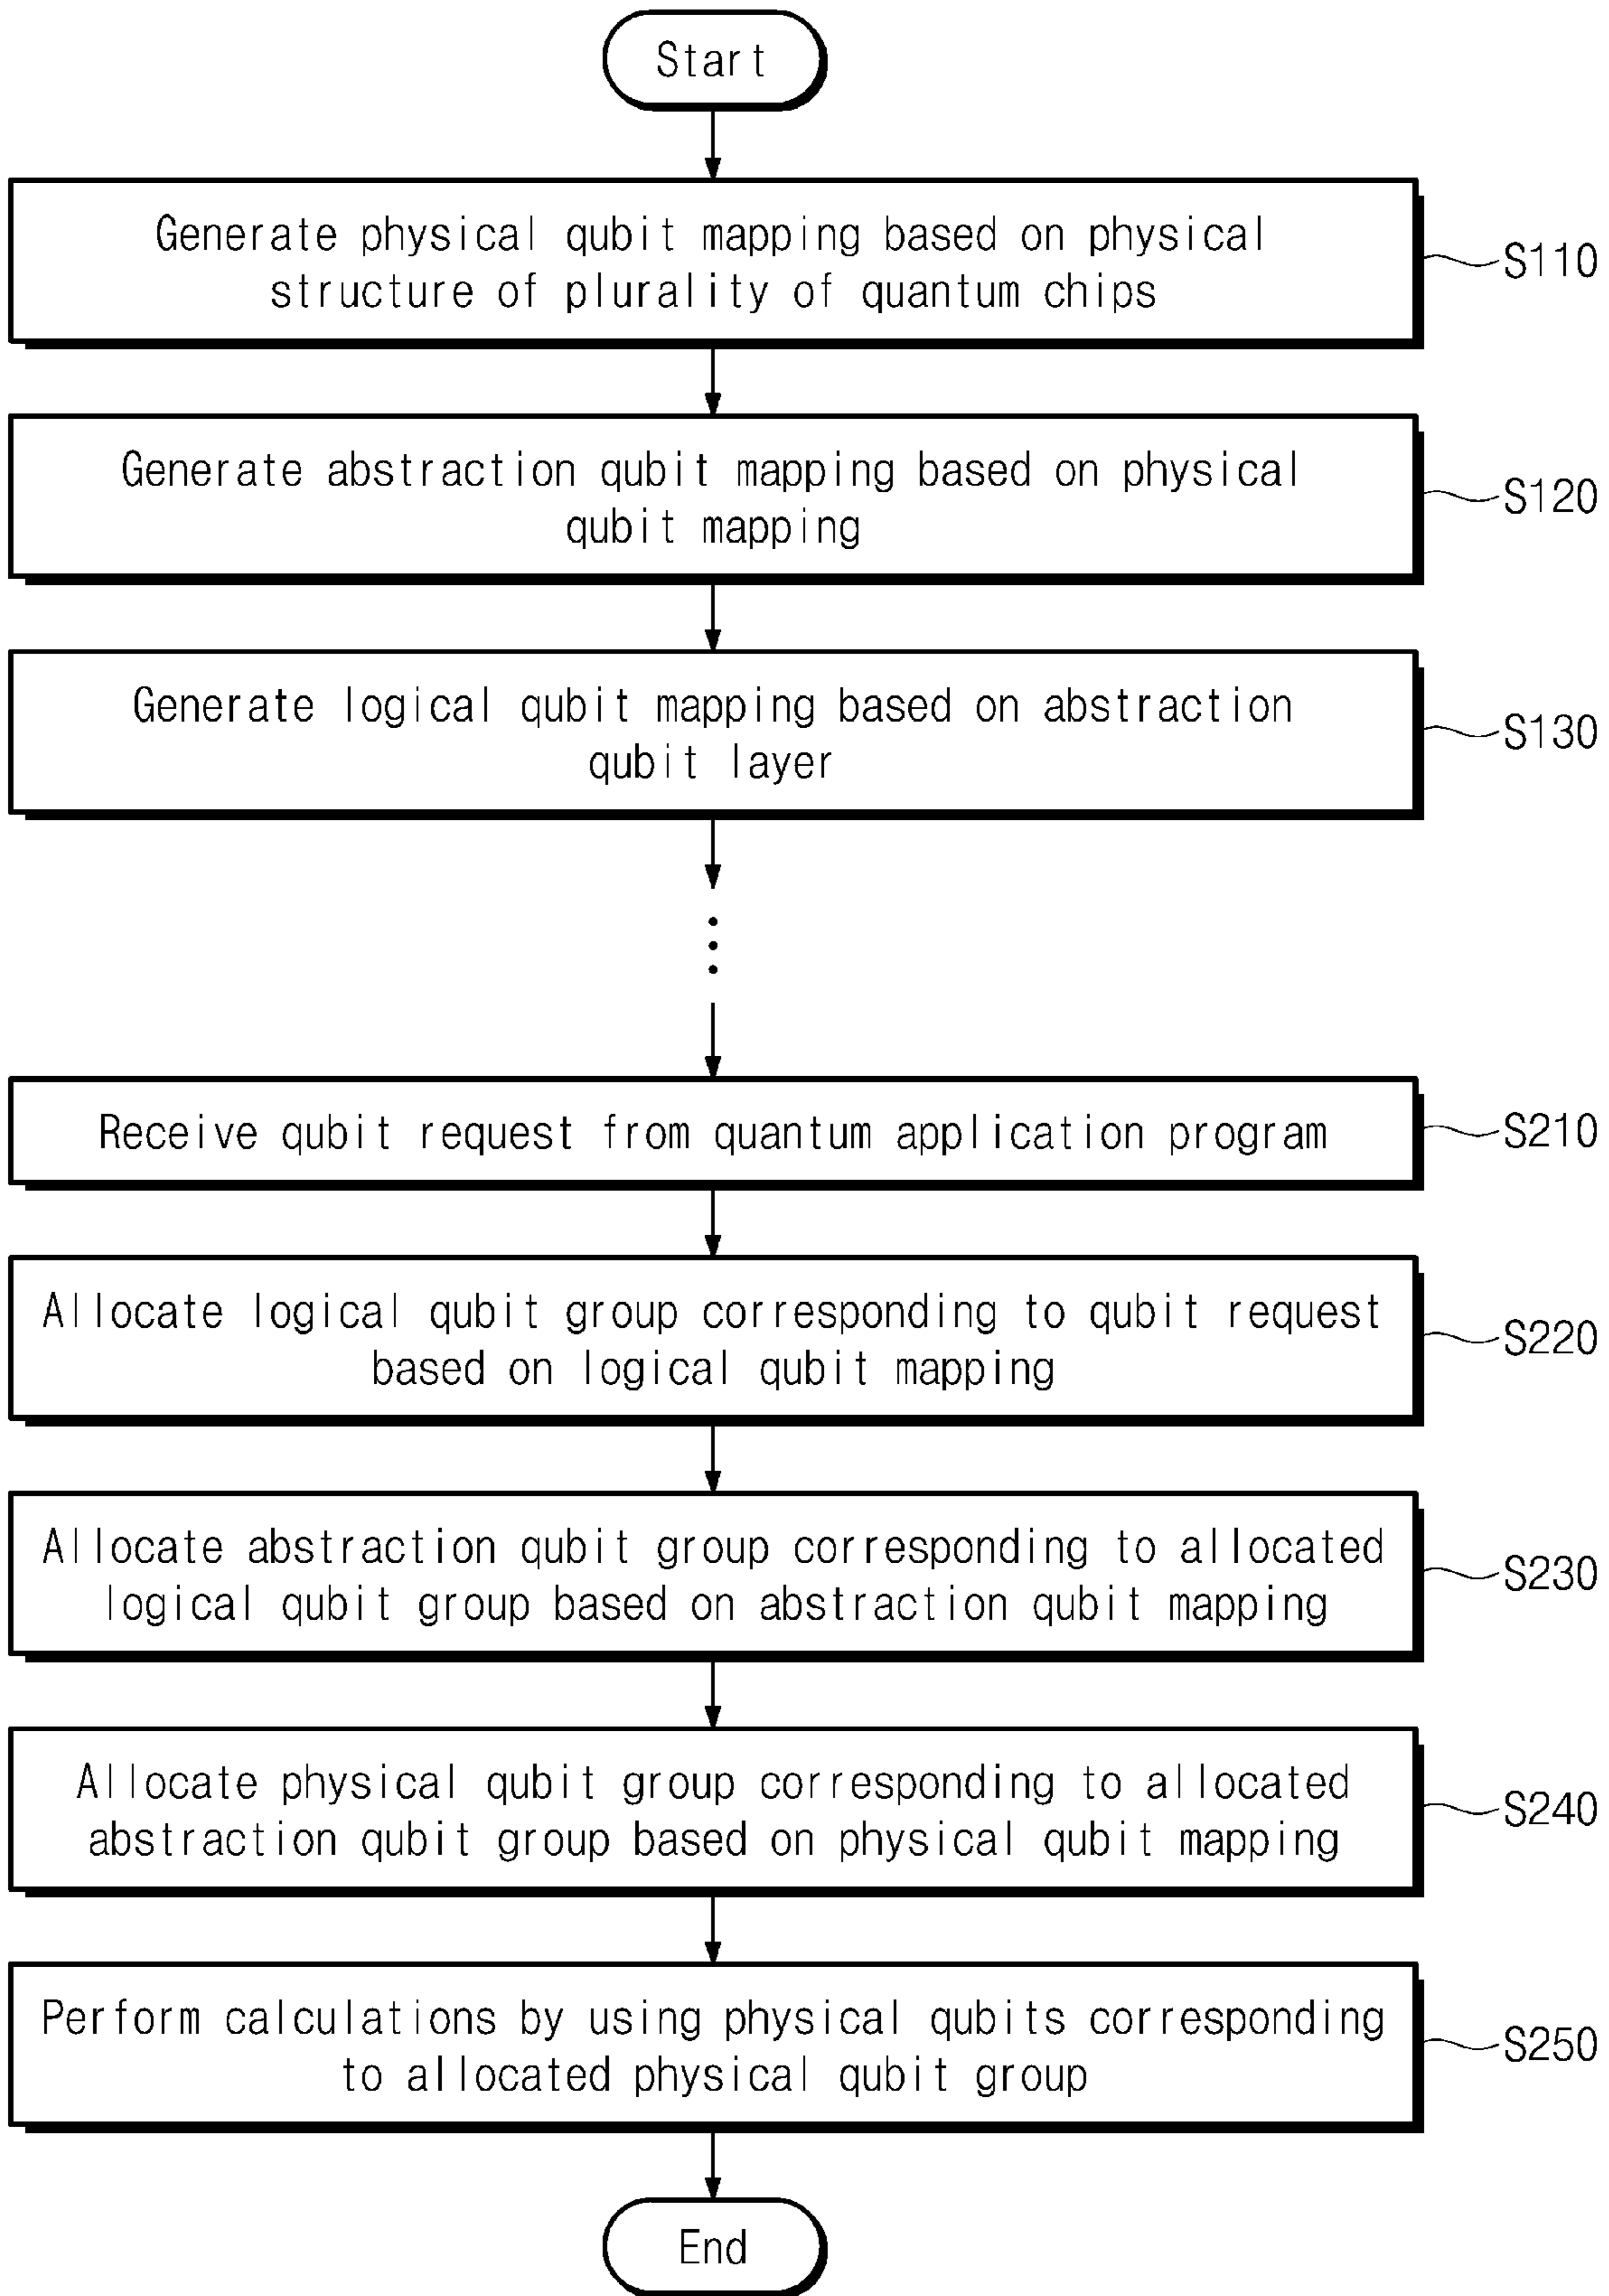 Start
Generate physical qubit mapping based on physical
structure of plurality of quantum chips
S110
Generate abstraction qubit mapping based on physical
qubit mapping
S120
Generate logical qubit mapping based on abstraction
qubit layer
S130
Receive qubit request from quantum application program
S210
Allocate logical qubit group corresponding to qubit request
based on logical qubit mapping
S220
Allocate abstraction qubit group corresponding to allocated
logical qubit group based on abstraction qubit mapping
S230
Allocate physical qubit group corresponding to allocated
abstraction qubit group based on physical qubit mapping
S240
Perform calculations by using physical qubits corresponding
to allocated physical qubit group
S250
End